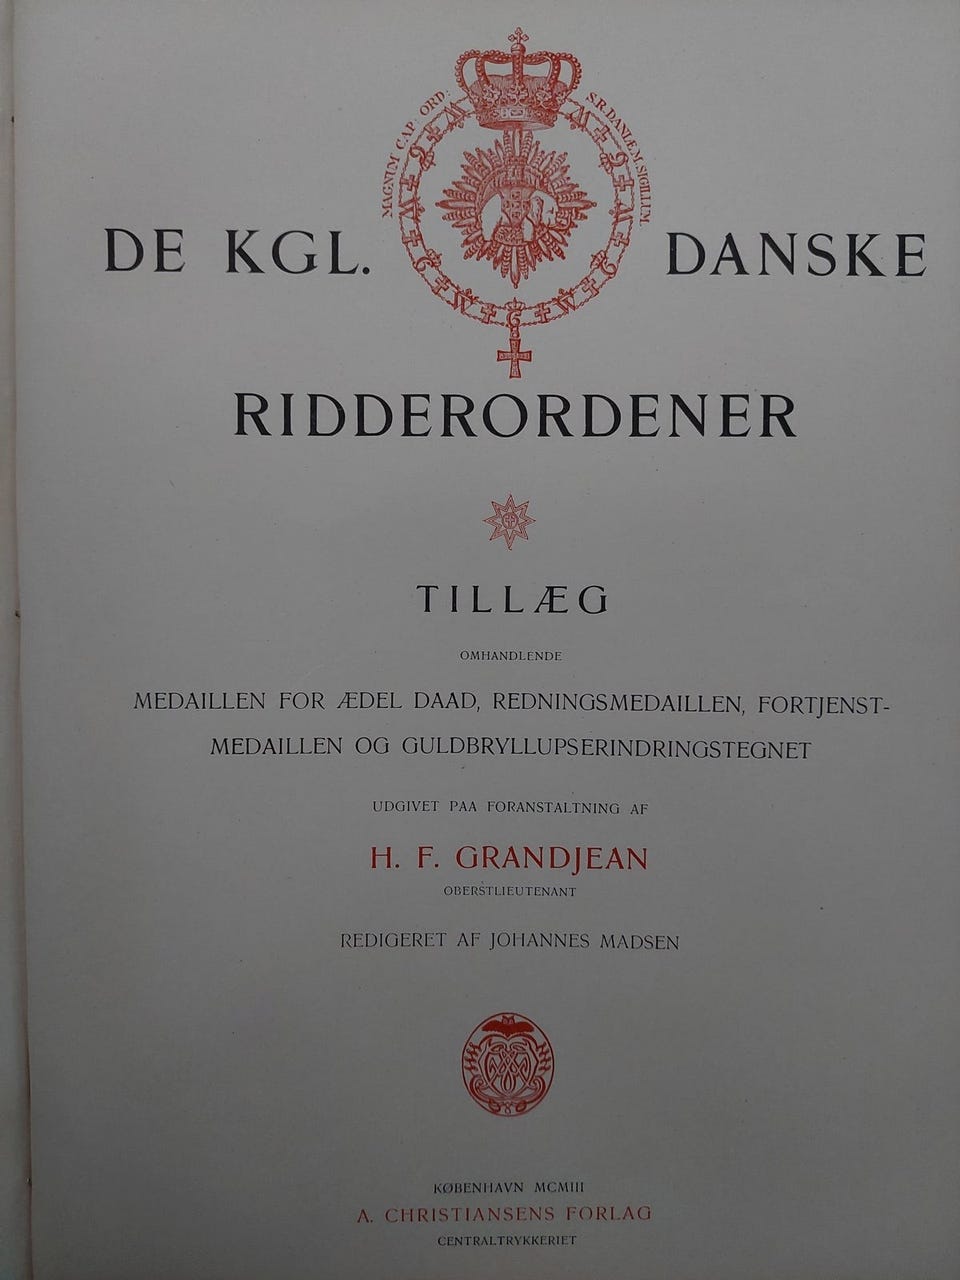 MAGNUM CAP: ORD: S.R.DANIÆ.M.SIGILLUM.
DE KGL. DANSKE
RIDDERORDENER
TILLÆG
OMHANDLENDE
MEDAILLEN FOR ÆDEL DAAD, REDNINGSMEDAILLEN, FORTJENST-
MEDAILLEN OG GULDBRYLLUPSERINDRINGSTEGNET
UDGIVET PAA FORANSTALTNING AF
H. F. GRANDJEAN
OBERSTLIEUTENANT
REDIGERET AF JOHANNES MADSEN
KØBENHAVN MCMIII
A. CHRISTIANSENS FORLAG
CENTRALTRYKKERIET